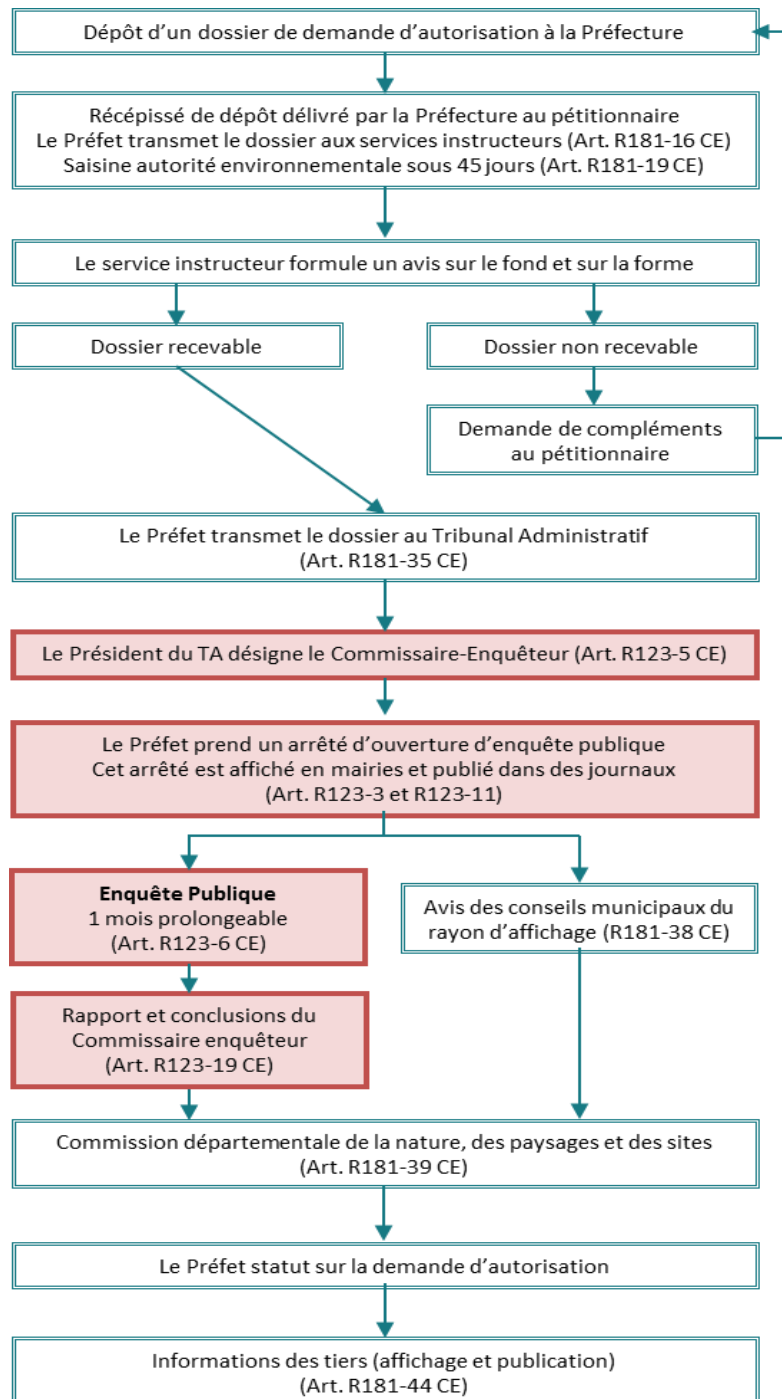 Dépôt d’un dossier de demande d’autorisation à la Préfecture
Récépissé de dépôt délivré par la Préfecture au pétitionnaire
Le Préfet transmet le dossier aux services instructeurs (Art. R181-16 CE)
Saisine autorité environnementale sous 45 jours (Art. R181-19 CE)
Le service instructeur formule un avis sur le fond et sur la forme
Dossier recevable
Dossier non recevable
Demande de compléments
au pétitionnaire
Le Préfet transmet le dossier au Tribunal Administratif
(Art. R181-35 CE)
Le Président du TA désigne le Commissaire-Enquêteur (Art. R123-5 CE)
Le Préfet prend un arrêté d’ouverture d’enquête publique
Cet arrêté est affiché en mairies et publié dans des journaux
(Art. R123-3 et R123-11)
Enquête Publique
1 mois prolongeable
(Art. R123-6 CE)
Avis des conseils municipaux du
rayon d’affichage (R181-38 CE)
Rapport et conclusions du
Commissaire enquêteur
(Art. R123-19 CE)
Commission départementale de la nature, des paysages et des sites
(Art. R181-39 CE)
Le Préfet statut sur la demande d’autorisation
Informations des tiers (affichage et publication)
(Art. R181-44 CE)